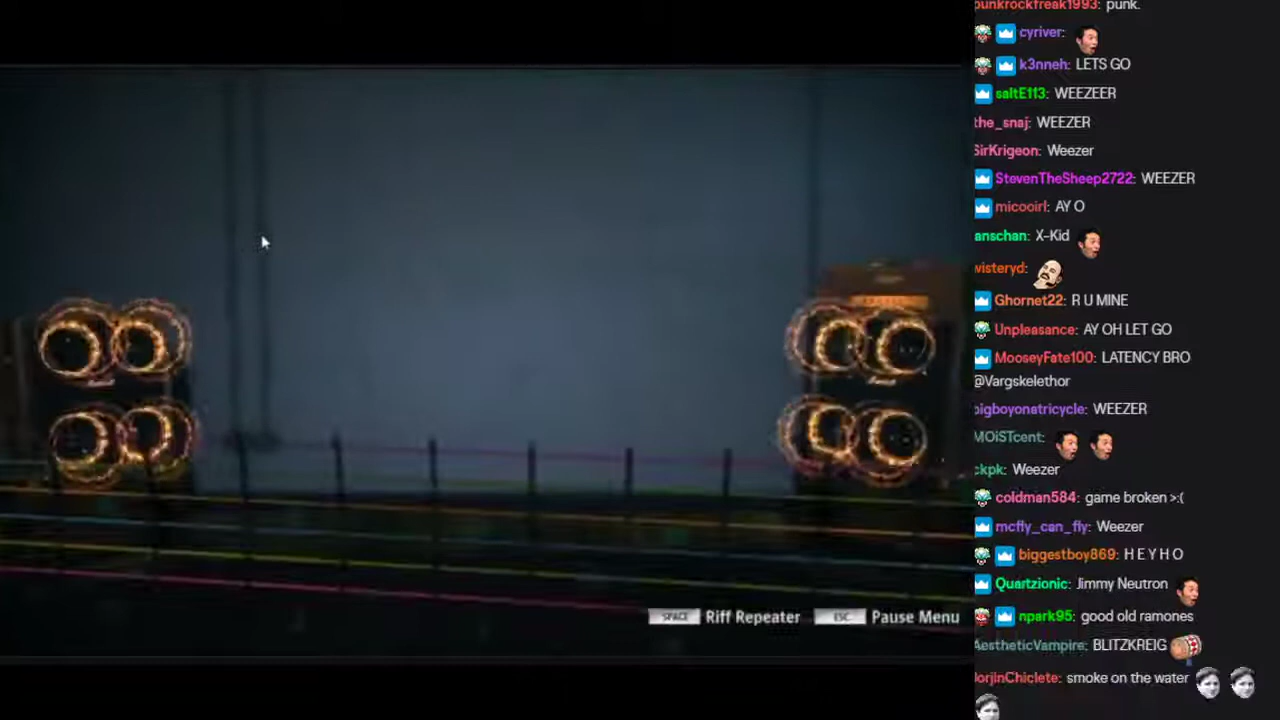 punkrockfreak1993: punk.
cyriver:
k3nneh: LETS GO
saltE113: WEEZEER
the_snaj: WEEZER
SirKrigeon: Weezer
StevenTheSheep2722: WEEZER
micooirl: AY O
anschan: X-Kid
wisteryd:
Ghornet22: R U MINE
Unpleasance: AY OH LET GO
MooseyFate100: LATENCY BRO
@Vargskelethor
bigboyonatricycle: WEEZER
MOiSTcent:
ckpk: Weezer
coldman584: game broken >:(
mcfly_can_fly: Weezer
biggestboy869: H E Y H O
Quartzionic: Jimmy Neutron
npark95: good old ramones
AestheticVampire: BLITZKREIG
JorjinChiclete: smoke on the water
SPACE Riff Repeater ESC Pause Menu